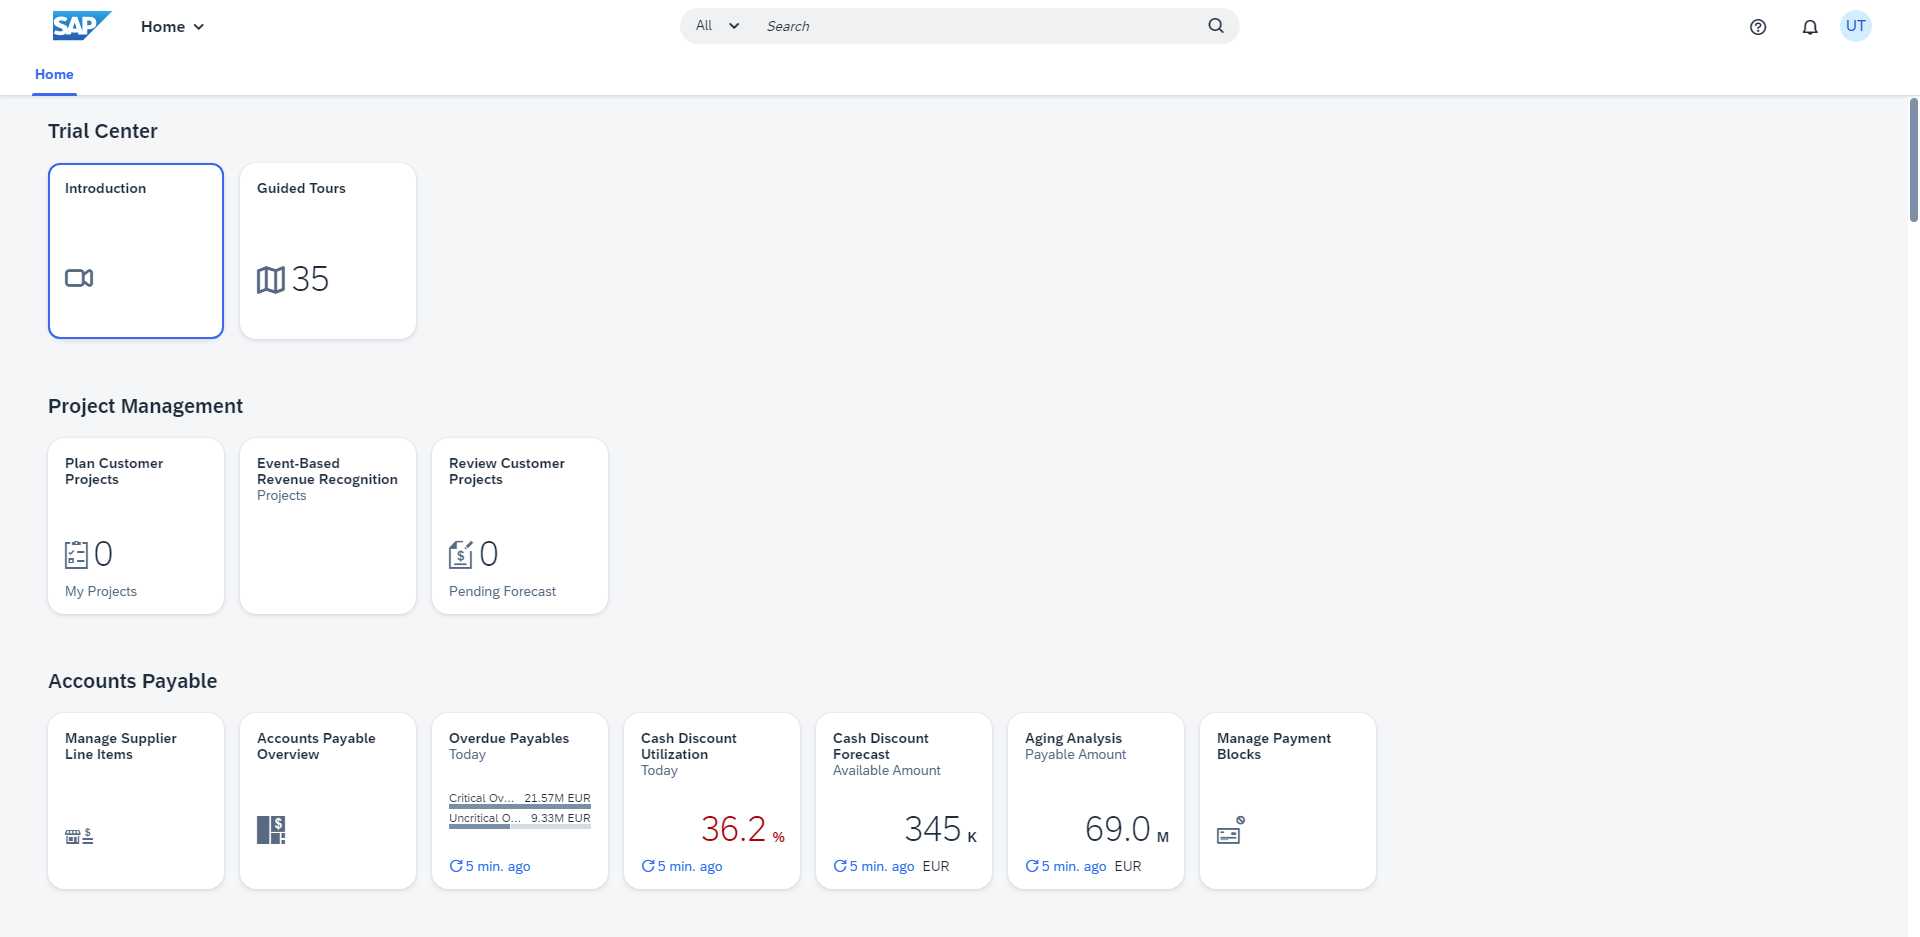 SAP
Home
All
Search
UT
Home
Trial Center
Introduction
Guided Tours
35
Project Management
Plan Customer
Projects
0
My Projects
Event-Based
Revenue Recognition
Projects
Review Customer
Projects
$
0
Pending Forecast
Accounts Payable
Manage Supplier
Line Items
$
Accounts Payable
Overview
$
Overdue Payables
Today
Critical Ov... 21.57M EUR
Uncritical O... 9.33M EUR
5 min. ago
Cash Discount
Utilization
Today
36.2 %
5 min. ago
Cash Discount
Forecast
Available Amount
345 K
5 min. ago EUR
Aging Analysis
Payable Amount
69.0 M
5 min. ago EUR
Manage Payment
Blocks